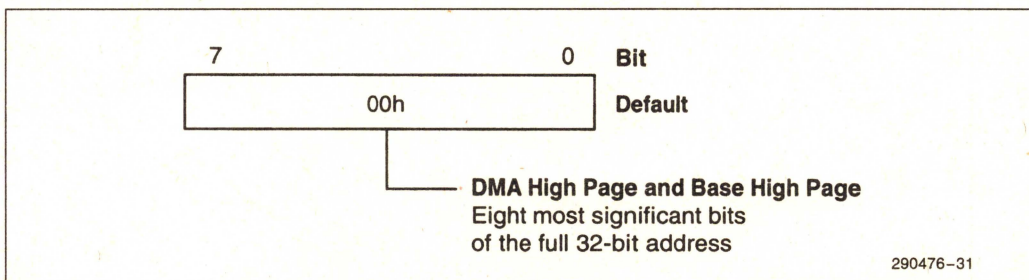 7 0 Bit
00h Default
DMA High Page and Base High Page
Eight most significant bits
of the full 32-bit address
290476–31